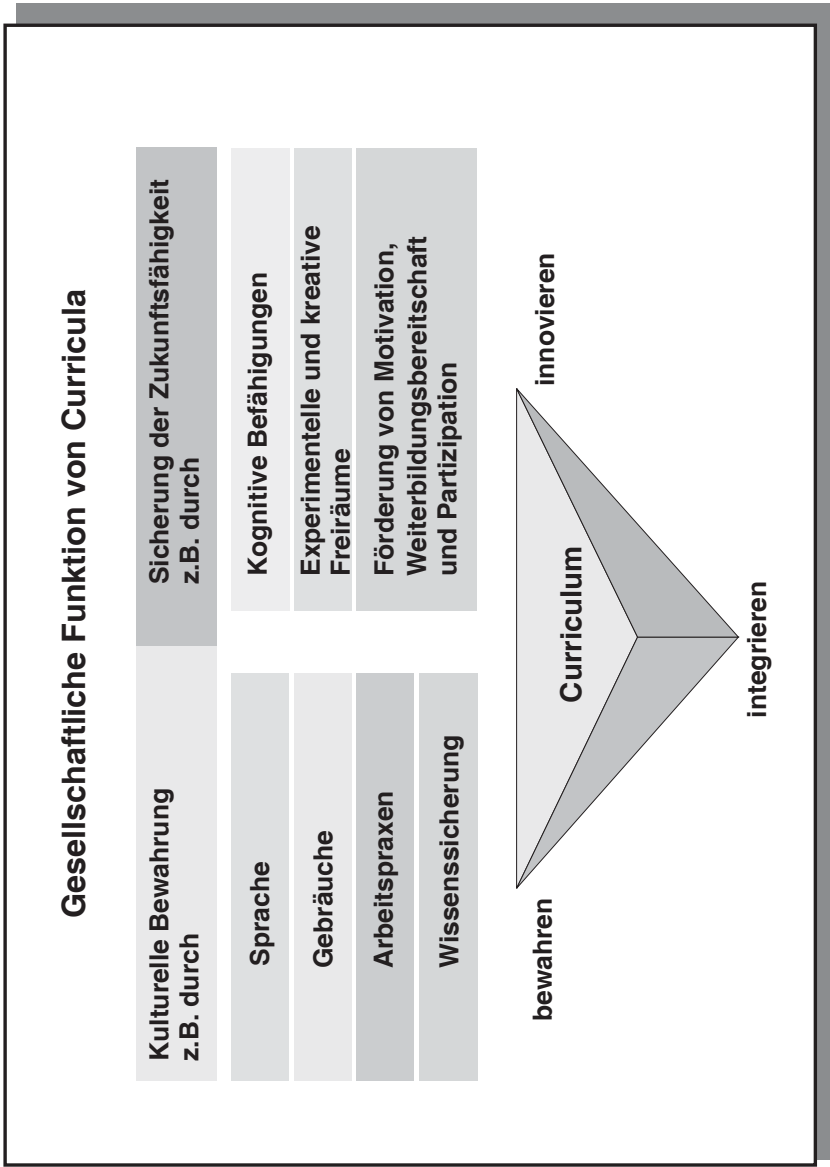 Gesellschaftliche Funktion von Curricula
Kulturelle Bewahrung
z.B. durch
Sicherung der Zukunftsfähigkeit
z.B. durch
Sprache
Gebräuche
Arbeitspraxen
Wissenssicherung
Kognitive Befähigungen
Experimentelle und kreative
Freiräume
Förderung von Motivation,
Weiterbildungsbereitschaft
und Partizipation
bewahren
Curriculum
innovieren
integrieren